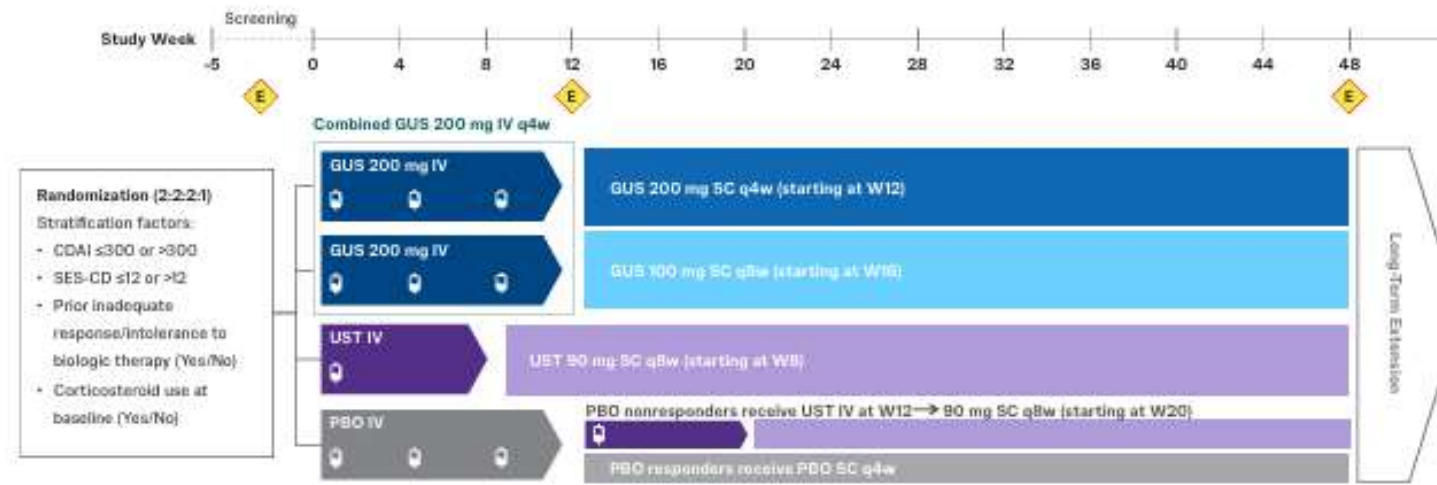 Screening
Study Week
-5 0 4 8 12 16 20 24 28 32 36 40 44 48
E E E
Combined GUS 200 mg IV q4w
Randomization (2:2:2:1)
Stratification factors:
• CDAI ≤300 or >300
• SES-CD ≤12 or >12
• Prior inadequate
response/intolerance to
biologic therapy (Yes/No)
• Corticosteroid use at
baseline (Yes/No)
GUS 200 mg IV
GUS 200 mg SC q4w (starting at W12)
GUS 200 mg IV
GUS 100 mg SC q8w (starting at W16)
UST IV
UST 90 mg SC q8w (starting at W8)
PBO IV
PBO nonresponders receive UST IV at W12→ 90 mg SC q8w (starting at W20)
PBO responders receive PBO SC q4w
Long-Term Extension